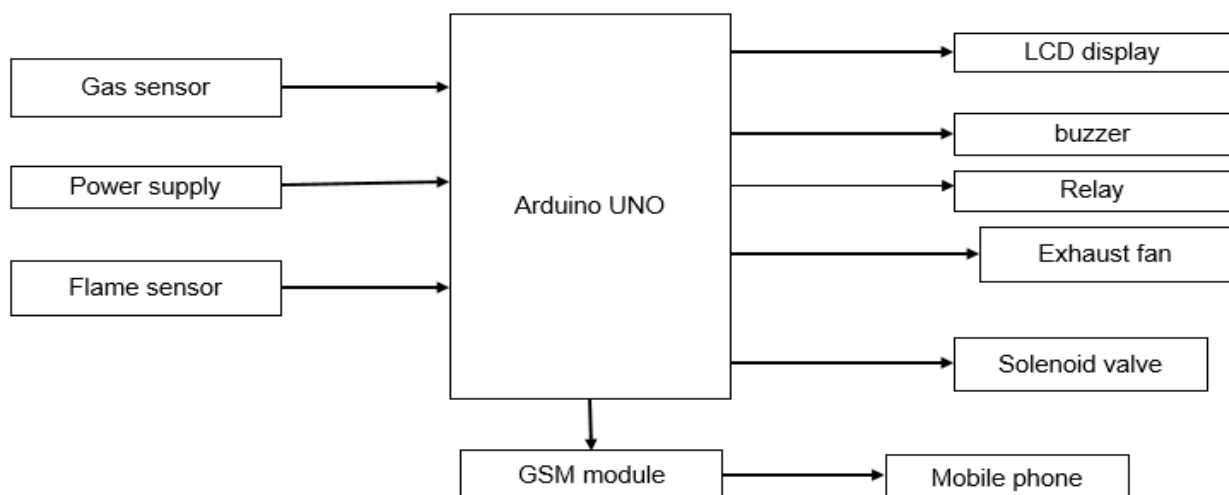 Gas sensor
Power supply
Flame sensor
Arduino UNO
LCD display
buzzer
Relay
Exhaust fan
Solenoid valve
GSM module
Mobile phone